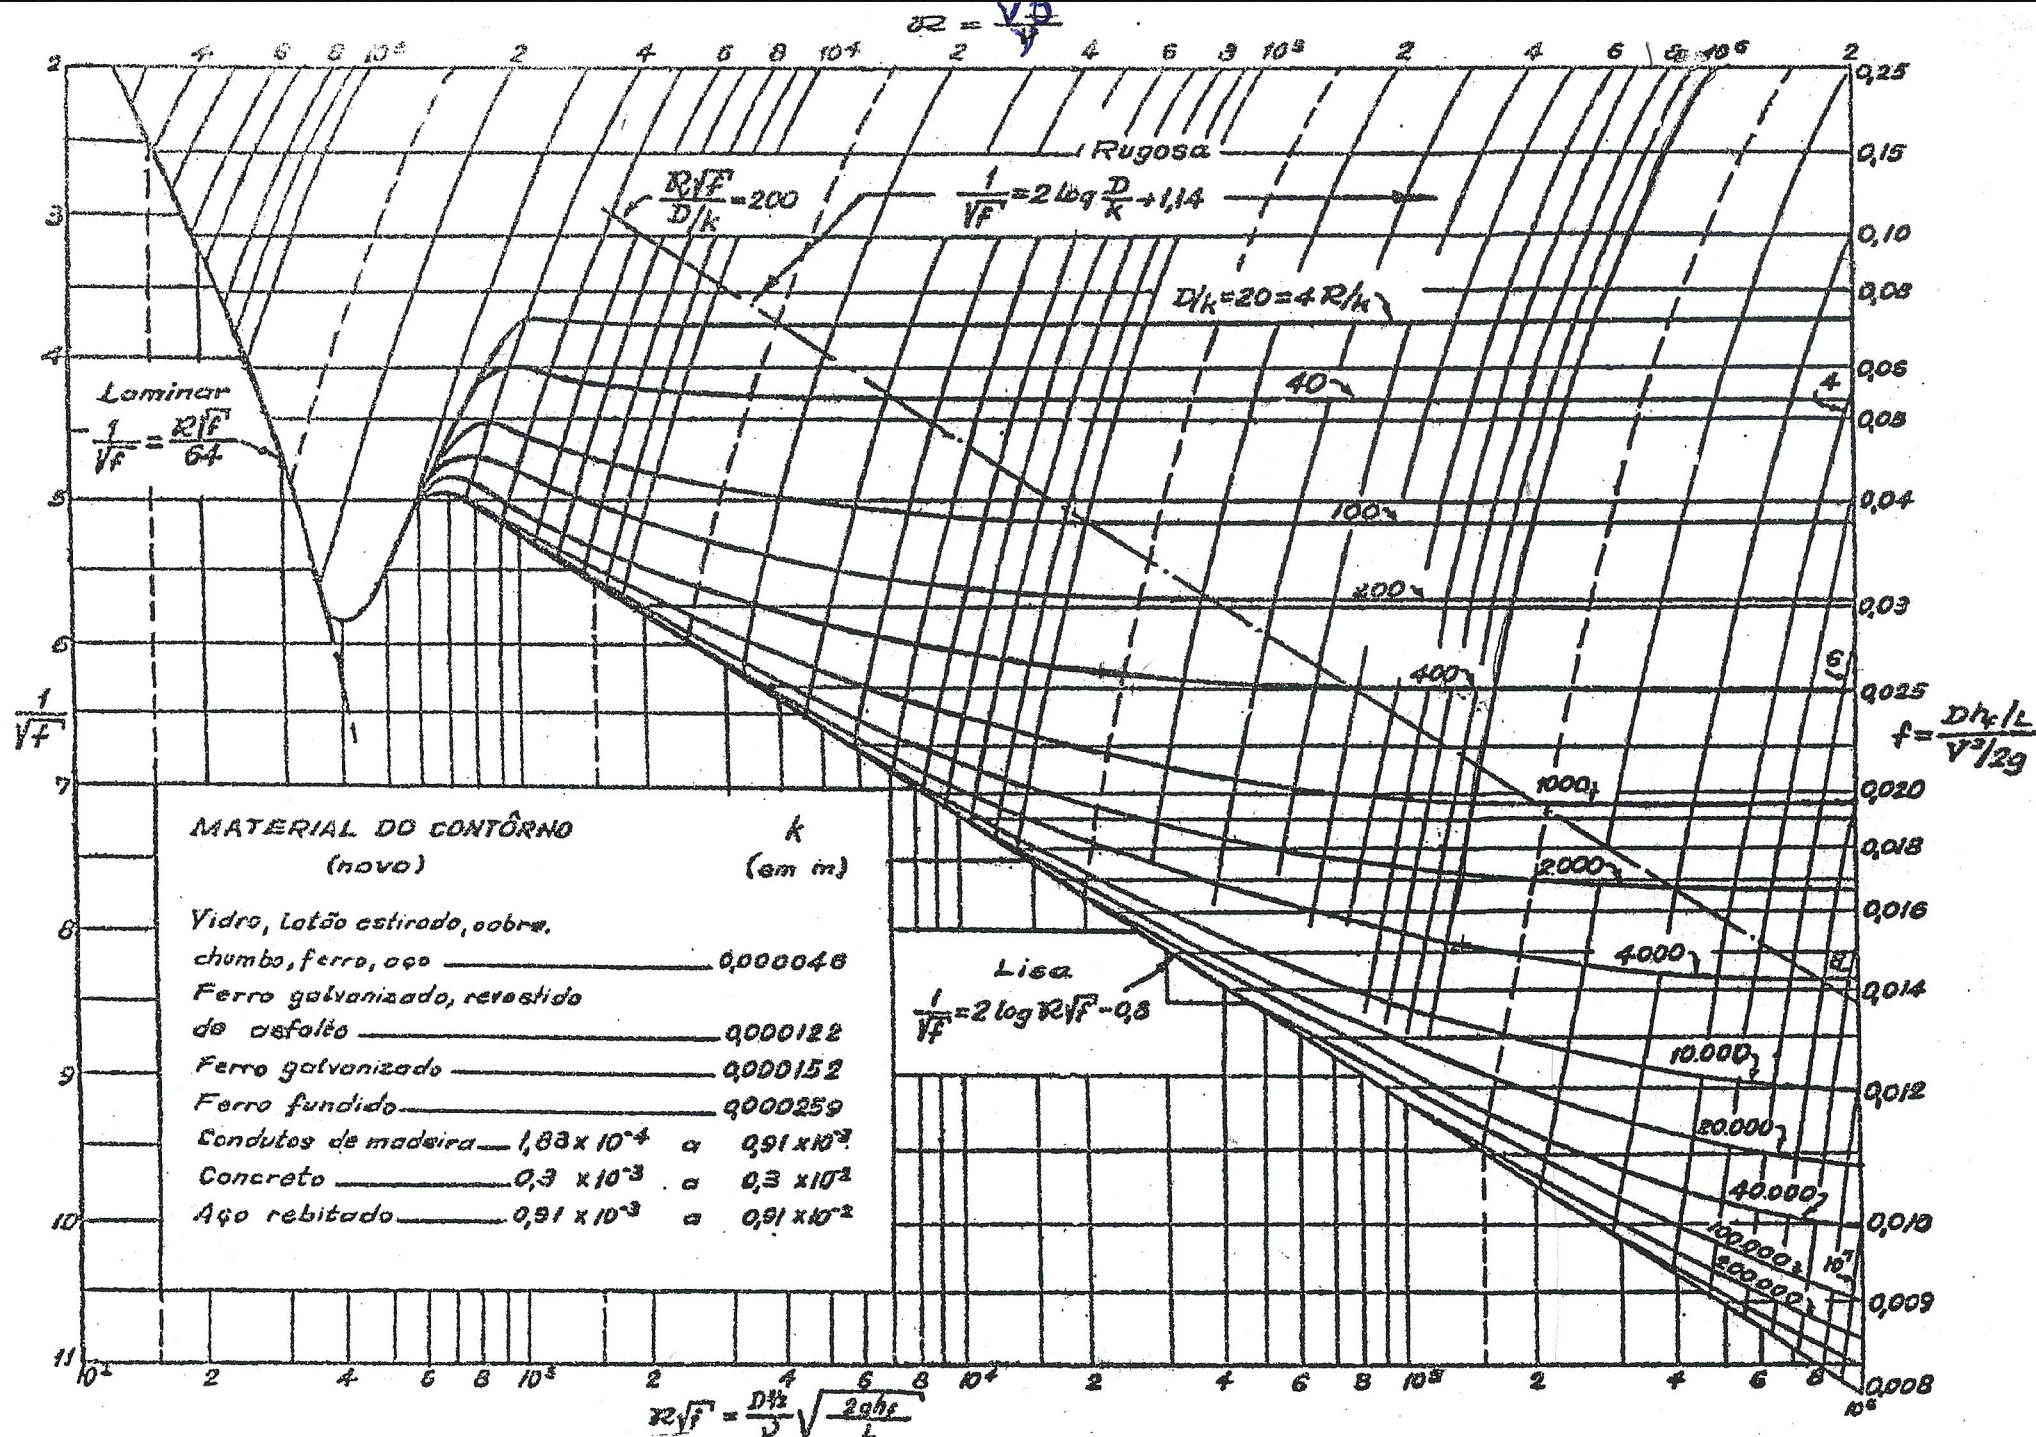 ℛ = VD/ν
4 6 8 10³ 2 4 6 8 10⁴ 2 4 6 8 10⁵ 2 4 6 8 10⁶ 2
2
3
4
5
6
7
8
9
10
11
1/√f
0,25
0,15
0,10
0,08
0,06
0,05
0,04
0,03
0,025
0,020
0,018
0,016
0,014
0,012
0,010
0,009
0,008
f = (Dh_f/L)/(V²/2g)
Rugosa
ℛ√f/(D/k) = 200
1/√f = 2 log D/k + 1,14
D/k = 20 = 4R/k
40
4
100
200
400
6
1000
2000
4000
8
10.000
20.000
40.000
100.000
200.000
10⁷
Laminar
1/√f = ℛ√f/64
Lisa
1/√f = 2 log ℛ√f - 0,8
MATERIAL DO CONTÔRNO k
(novo) (em m)
Vidro, Latão estirado, cobre,
chumbo, ferro, aço 0,000046
Ferro galvanizado, revestido
de asfalto 0,000122
Ferro galvanizado 0,000152
Ferro fundido 0,000259
Condutos de madeira 1,83 x 10⁻⁴ a 0,91 x 10⁻³
Concreto 0,3 x 10⁻³ a 0,3 x 10⁻²
Aço rebitado 0,91 x 10⁻³ a 0,91 x 10⁻²
10² 2 4 6 8 10³ 2 4 6 8 10⁴ 2 4 6 8 10⁵ 2 4 6 8 10⁶
ℛ√f = D^3/2/ν √(2gh_f/L)